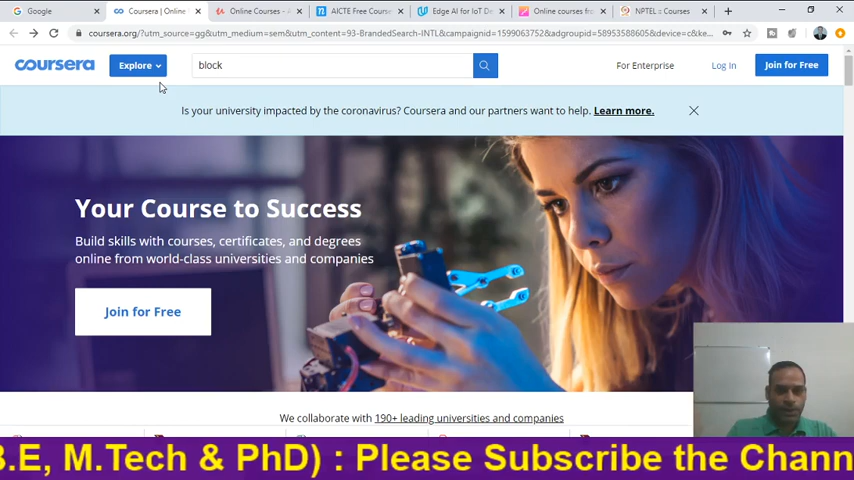 Google
Coursera | Online
Online Courses - A
AICTE Free Course
Edge AI for IoT De
Online courses fr
NPTEL :: Courses
coursera.org/?utm_source=gg&utm_medium=sem&utm_content=93-BrandedSearch-INTL&campaignid=1599063752&adgroupid=58953588605&device=c&ke...
coursera
Explore
block
For Enterprise
Log In
Join for Free
Is your university impacted by the coronavirus? Coursera and our partners want to help. Learn more.
Your Course to Success
Build skills with courses, certificates, and degrees
online from world-class universities and companies
Join for Free
We collaborate with 190+ leading universities and companies
B.E, M.Tech & PhD) : Please Subscribe the Chann